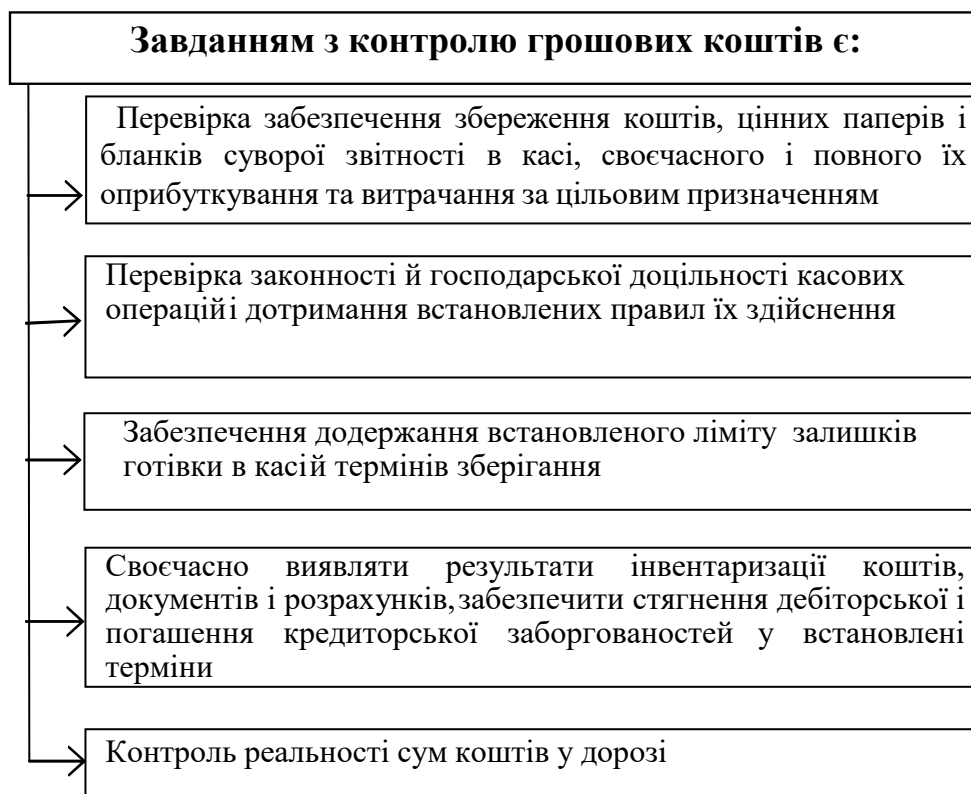 Завданням з контролю грошових коштів є:
Перевірка забезпечення збереження коштів, цінних паперів і
бланків суворої звітності в касі, своєчасного і повного їх
оприбуткування та витрачання за цільовим призначенням
Перевірка законності й господарської доцільності касових
операційі дотримання встановлених правил їх здійснення
Забезпечення додержання встановленого ліміту залишків
готівки в касій термінів зберігання
Своєчасно виявляти результати інвентаризації коштів,
документів і розрахунків,забезпечити стягнення дебіторської і
погашення кредиторської заборгованостей у встановлені
терміни
Контроль реальності сум коштів у дорозі